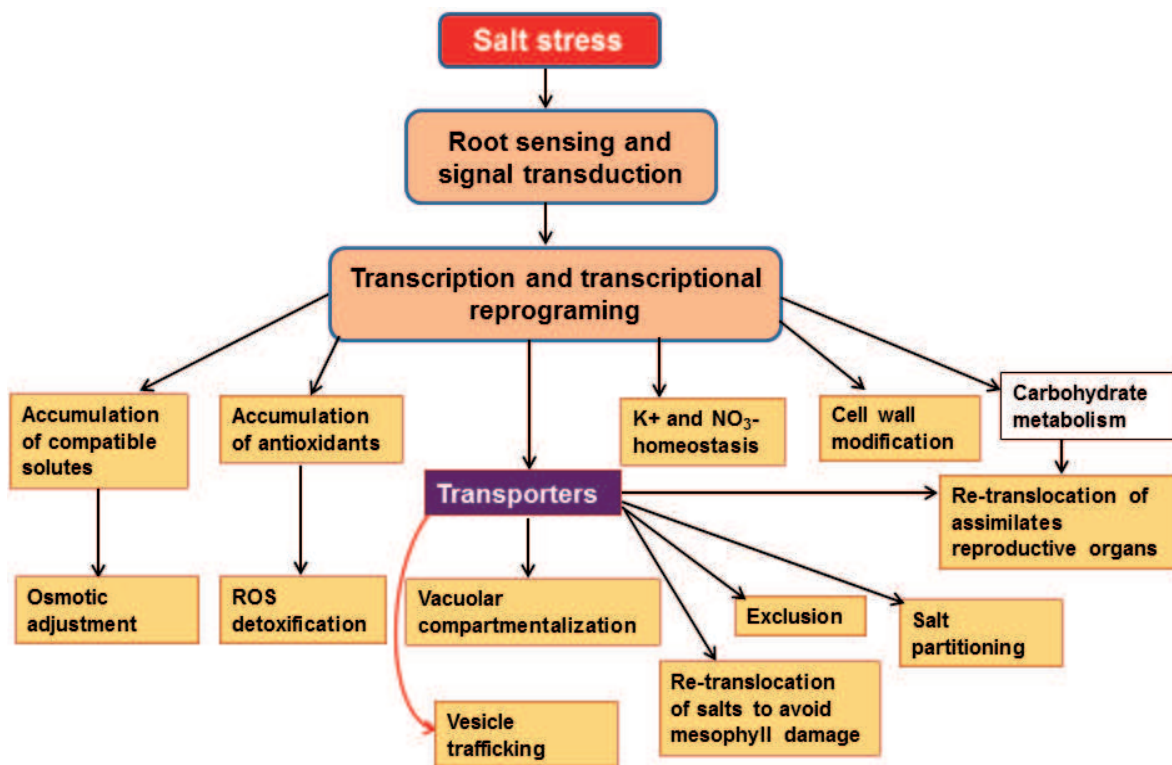 Salt stress
Root sensing and
signal transduction
Transcription and transcriptional
reprograming
Accumulation
of compatible
solutes
Accumulation
of antioxidants
K+ and NO₃-
homeostasis
Cell wall
modification
Carbohydrate
metabolism
Transporters
Re-translocation of
assimilates
reproductive organs
Osmotic
adjustment
ROS
detoxification
Vacuolar
compartmentalization
Exclusion
Salt
partitioning
Re-translocation
of salts to avoid
mesophyll damage
Vesicle
trafficking